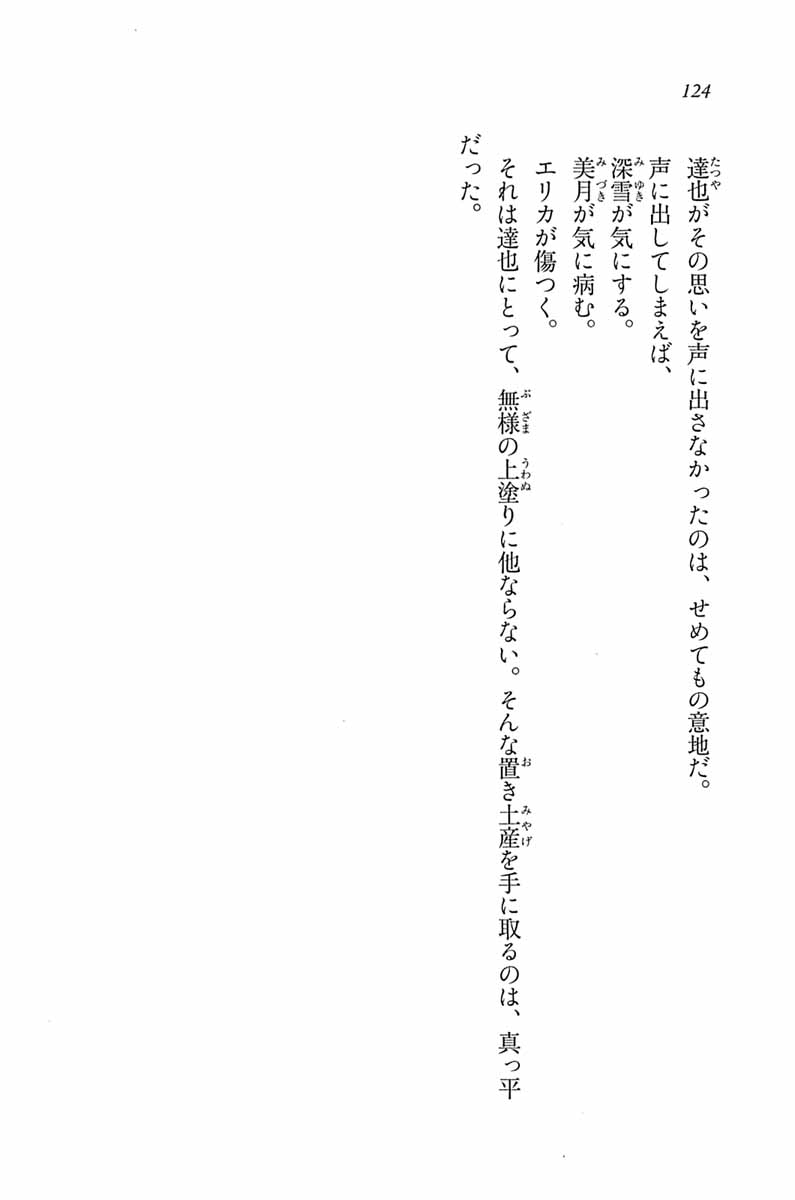 124
達也がその思いを声に出さなかったのは、せめてもの意地だ。
声に出してしまえば、
深雪が気にする。
美月が気に病む。
エリカが傷つく。
それは達也にとって、無様の上塗りに他ならない。そんな置き土産を手に取るのは、真っ平
だった。